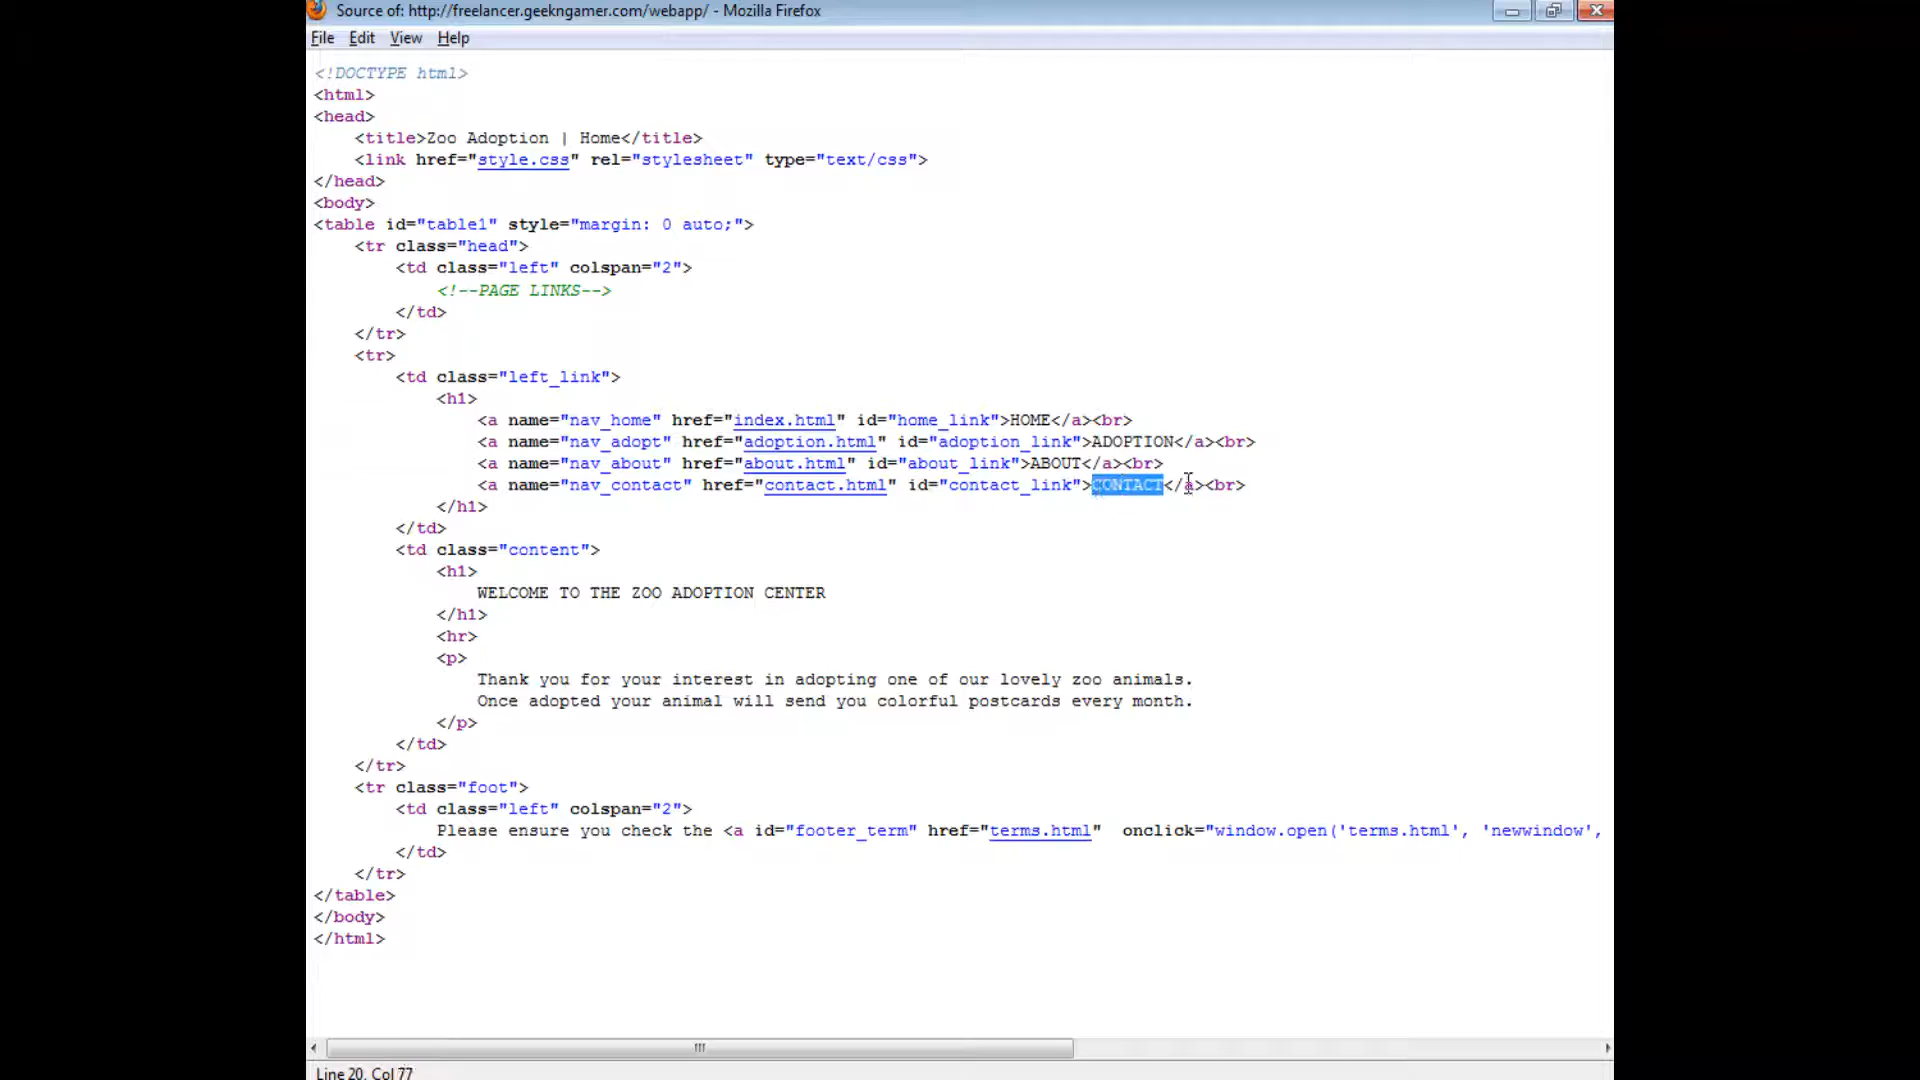 Source of: http://freelancer.geekngamer.com/webapp/ - Mozilla Firefox
File Edit View Help
<!DOCTYPE html>
<html>
<head>
    <title>Zoo Adoption | Home</title>
    <link href="style.css" rel="stylesheet" type="text/css">
</head>
<body>
<table id="table1" style="margin: 0 auto;">
    <tr class="head">
        <td class="left" colspan="2">
            <!--PAGE LINKS-->
        </td>
    </tr>
    <tr>
        <td class="left_link">
            <h1>
                <a name="nav_home" href="index.html" id="home_link">HOME</a><br>
                <a name="nav_adopt" href="adoption.html" id="adoption_link">ADOPTION</a><br>
                <a name="nav_about" href="about.html" id="about_link">ABOUT</a><br>
                <a name="nav_contact" href="contact.html" id="contact_link">CONTACT</a><br>
            </h1>
        </td>
        <td class="content">
            <h1>
                WELCOME TO THE ZOO ADOPTION CENTER
            </h1>
            <hr>
            <p>
                Thank you for your interest in adopting one of our lovely zoo animals.
                Once adopted your animal will send you colorful postcards every month.
            </p>
        </td>
    </tr>
    <tr class="foot">
        <td class="left" colspan="2">
            Please ensure you check the <a id="footer_term" href="terms.html"  onclick="window.open('terms.html', 'newwindow',
        </td>
    </tr>
</table>
</body>
</html>
Line 20, Col 77